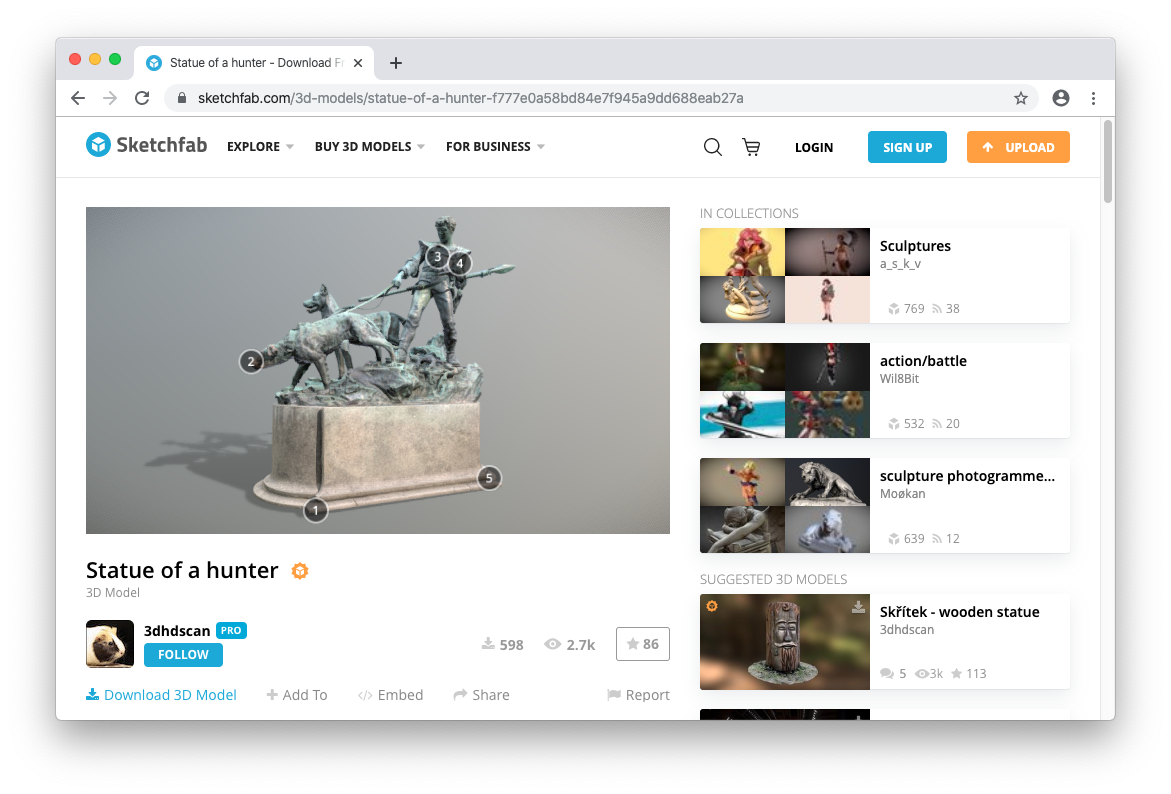 Statue of a hunter - Download Fr
sketchfab.com/3d-models/statue-of-a-hunter-f777e0a58bd84e7f945a9dd688eab27a
Sketchfab EXPLORE BUY 3D MODELS FOR BUSINESS LOGIN SIGN UP UPLOAD
3 4
2
5
1
Statue of a hunter
3D Model
3dhdscan PRO
FOLLOW
598 2.7k 86
Download 3D Model Add To Embed Share Report
IN COLLECTIONS
Sculptures
a_s_k_v
769 38
action/battle
Wil8Bit
532 20
sculpture photogramme...
Moøkan
639 12
SUGGESTED 3D MODELS
Skřítek - wooden statue
3dhdscan
5 3k 113